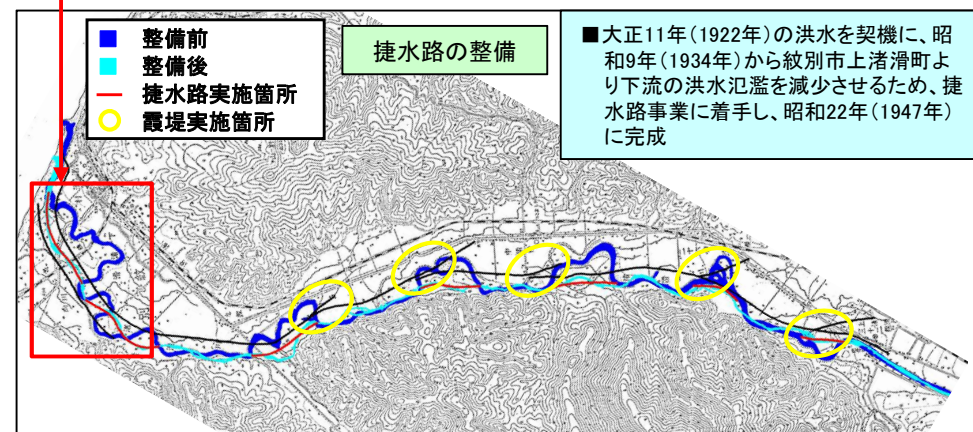 整備前
整備後
捷水路実施箇所
霞堤実施箇所
捷水路の整備
■大正11年(1922年)の洪水を契機に、昭
和9年(1934年)から紋別市上渚滑町よ
り下流の洪水氾濫を減少させるため、捷
水路事業に着手し、昭和22年(1947年)
に完成